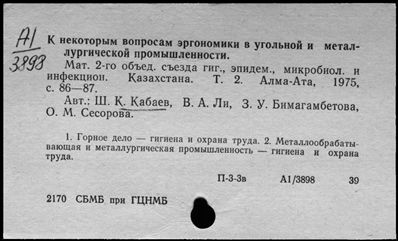 А1
3898
К некоторым вопросам эргономики в угольной и метал-
лургической промышленности.
Мат. 2-го объед. съезда гиг., эпидем., микробиол. и
инфекцион. Казахстана. Т. 2. Алма-Ата, 1975,
с. 86—87.
Авт.: Ш. К. Кабаев, В. А. Ли, З. У. Бимагамбетова,
О. М. Сесорова.
1. Горное дело — гигиена и охрана труда. 2. Металлообрабаты-
вающая и металлургическая промышленность — гигиена и охрана
труда.
П-3-3в А1/3898 39
2170 СБМБ при ГЦНМБ